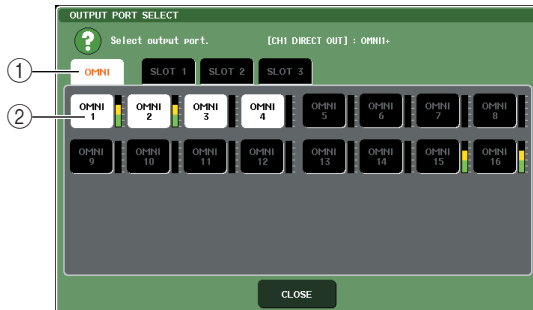 OUTPUT PORT SELECT
? Select output port. [CH1 DIRECT OUT] : OMNI1+
1 OMNI SLOT 1 SLOT 2 SLOT 3
2 OMNI 1 OMNI 2 OMNI 3 OMNI 4 OMNI 5 OMNI 6 OMNI 7 OMNI 8
OMNI 9 OMNI 10 OMNI 11 OMNI 12 OMNI 13 OMNI 14 OMNI 15 OMNI 16
CLOSE